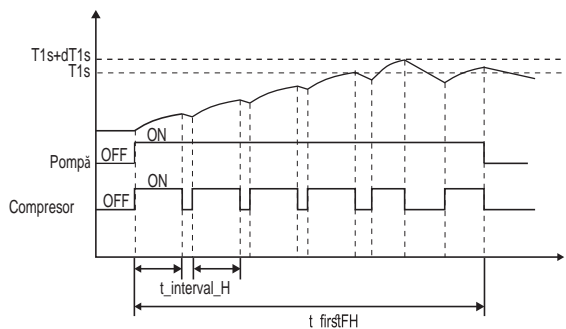 T1s+dT1s
T1s
ON
Pompă OFF
ON
Compresor OFF
t_interval_H
t_firstFH